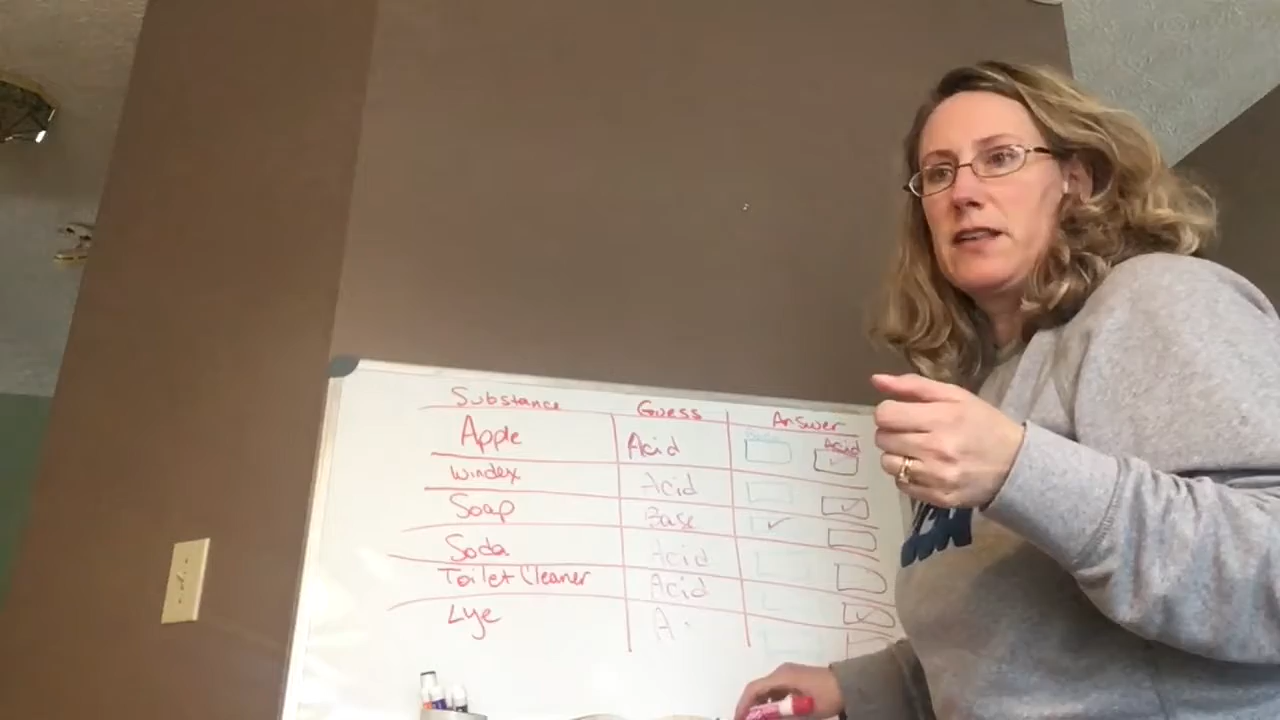 Substance Guess Answer
Apple Acid Acid
Windex Acid
Soap Base
Soda Acid
Toilet Cleaner Acid
Lye A